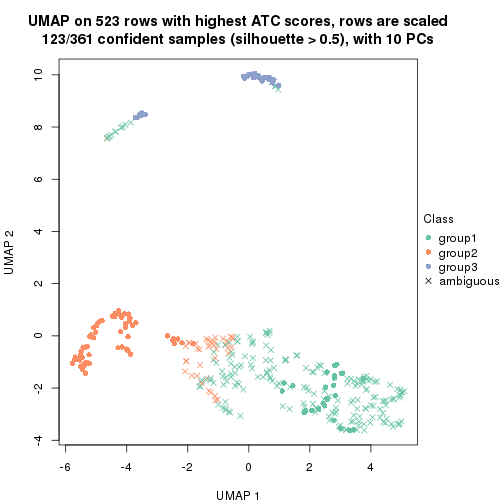 UMAP on 523 rows with highest ATC scores, rows are scaled
123/361 confident samples (silhouette > 0.5), with 10 PCs
10
8
6
4
2
0
-2
-4
UMAP 2
-6
-4
-2
0
2
4
UMAP 1
Class
group1
group2
group3
ambiguous